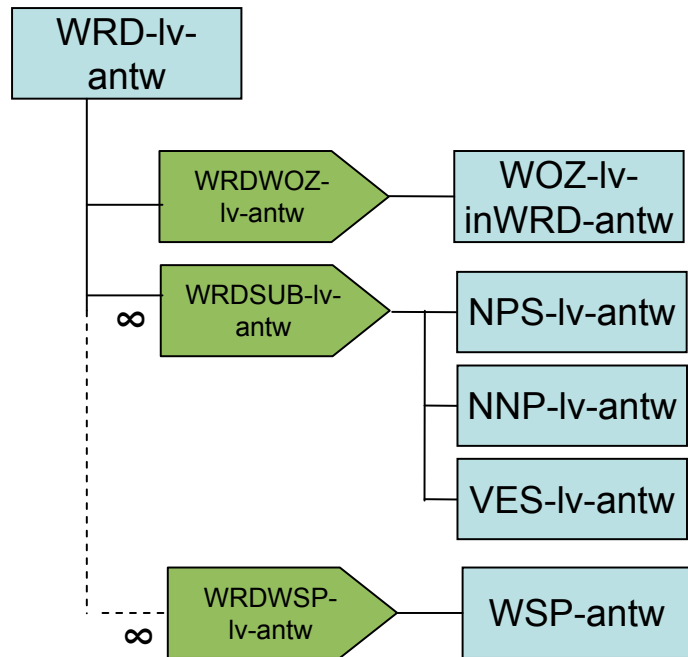 WRD-lv-
antw
WRDWOZ-
lv-antw
WOZ-lv-
inWRD-antw
∞
WRDSUB-lv-
antw
NPS-lv-antw
NNP-lv-antw
VES-lv-antw
∞
WRDWSP-
lv-antw
WSP-antw